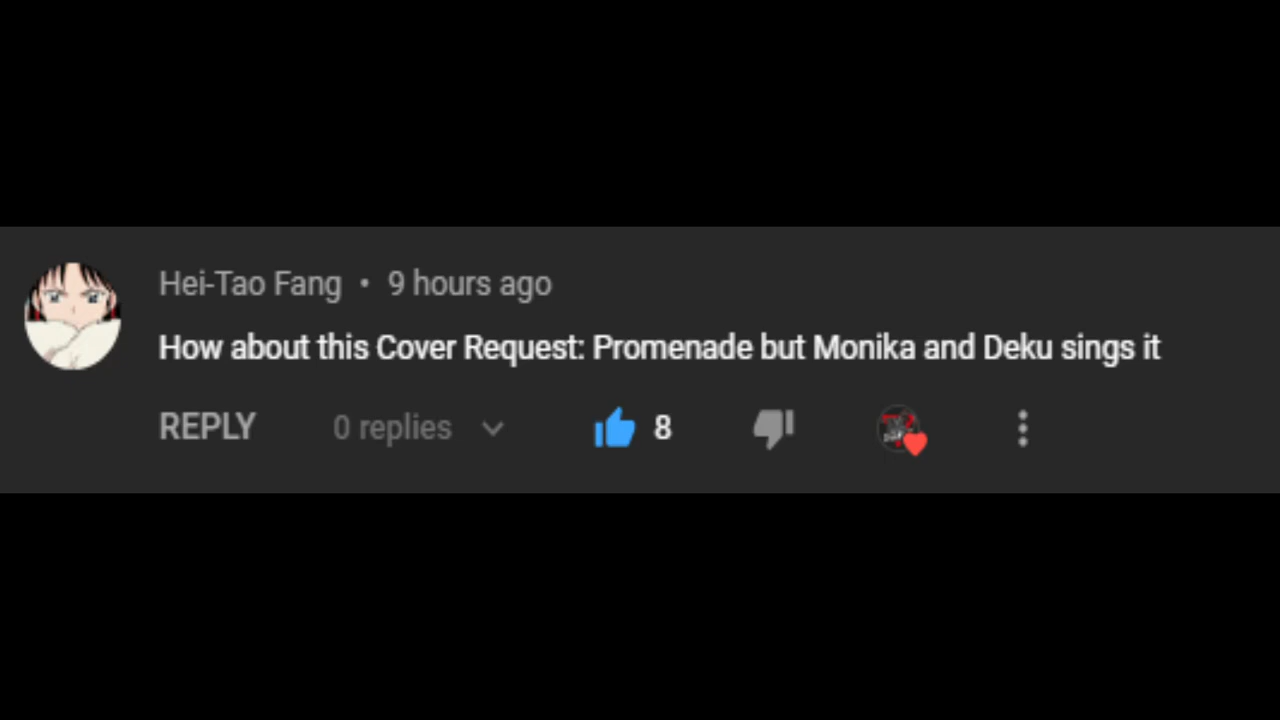 Hei-Tao Fang • 9 hours ago
How about this Cover Request: Promenade but Monika and Deku sings it
REPLY 0 replies 8